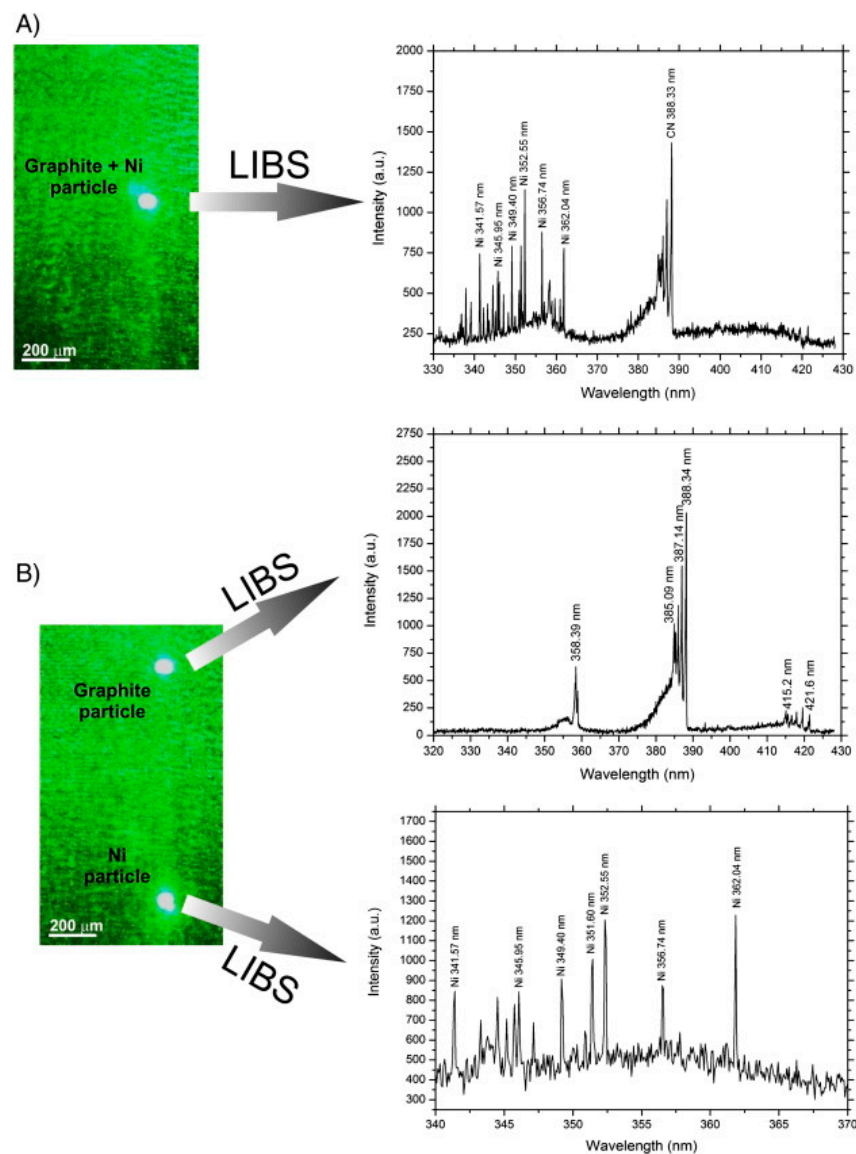 A)
Graphite + Ni
particle
200 μm
LIBS
Intensity (a.u.)
2000
1750
1500
1250
1000
750
500
250
Ni 341.57 nm
Ni 345.95 nm
Ni 349.40 nm
Ni 352.55 nm
Ni 356.74 nm
Ni 362.04 nm
CN 388.33 nm
330 340 350 360 370 380 390 400 410 420 430
Wavelength (nm)
B)
Graphite
particle
Ni
particle
200 μm
LIBS
Intensity (a.u.)
2750
2500
2250
2000
1750
1500
1250
1000
750
500
250
0
358.39 nm
385.09 nm
387.14 nm
388.34 nm
415.2 nm
421.6 nm
320 330 340 350 360 370 380 390 400 410 420 430
Wavelength (nm)
LIBS
Intensity (a.u.)
1700
1600
1500
1400
1300
1200
1100
1000
900
800
700
600
500
400
300
Ni 341.57 nm
Ni 345.95 nm
Ni 349.40 nm
Ni 351.60 nm
Ni 352.55 nm
Ni 356.74 nm
Ni 362.04 nm
340 345 350 355 360 365 370
Wavelength (nm)